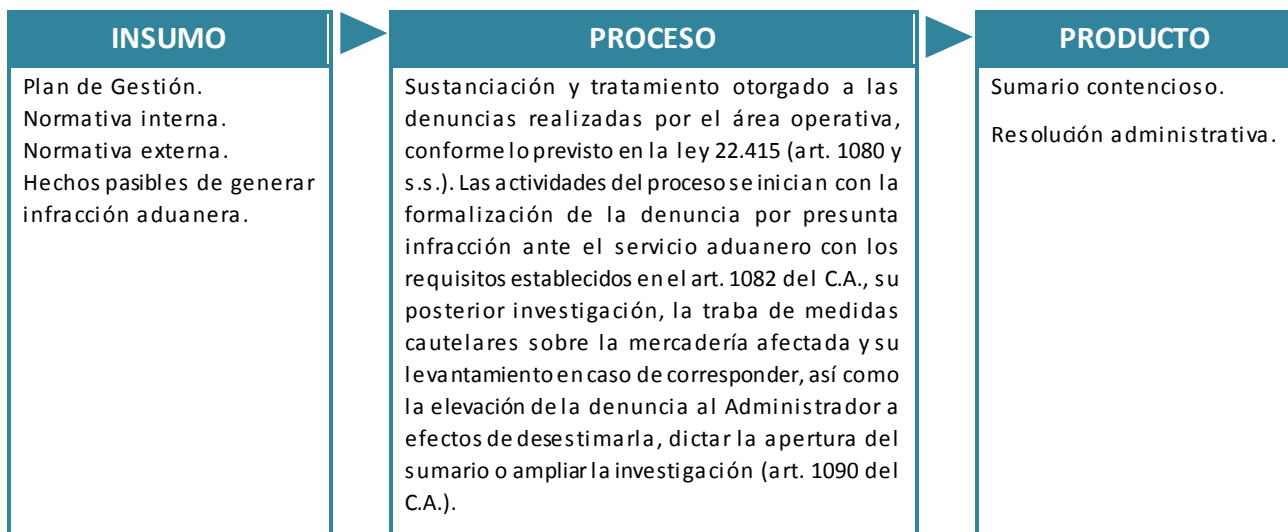 INSUMO
Plan de Gestión.
Normativa interna.
Normativa externa.
Hechos pasibles de generar
infracción aduanera.
PROCESO
Sustanciación y tratamiento otorgado a las
denuncias realizadas por el área operativa,
conforme lo previsto en la ley 22.415 (art. 1080 y
s.s.). Las actividades del proceso se inician con la
formalización de la denuncia por presunta
infracción ante el servicio aduanero con los
requisitos establecidos en el art. 1082 del C.A., su
posterior investigación, la traba de medidas
cautelares sobre la mercadería afectada y su
levantamiento en caso de corresponder, así como
la elevación de la denuncia al Administrador a
efectos de desestimarla, dictar la apertura del
sumario o ampliar la investigación (art. 1090 del
C.A.).
PRODUCTO
Sumario contencioso.
Resolución administrativa.